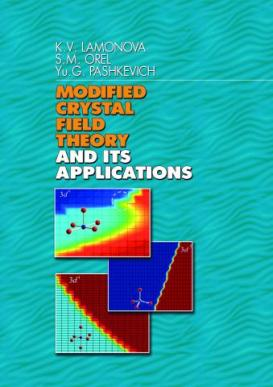 K.V. LAMONOVA
S.M. OREL
Yu.G. PASHKEVICH
MODIFIED
CRYSTAL
FIELD
THEORY
AND ITS
APPLICATIONS